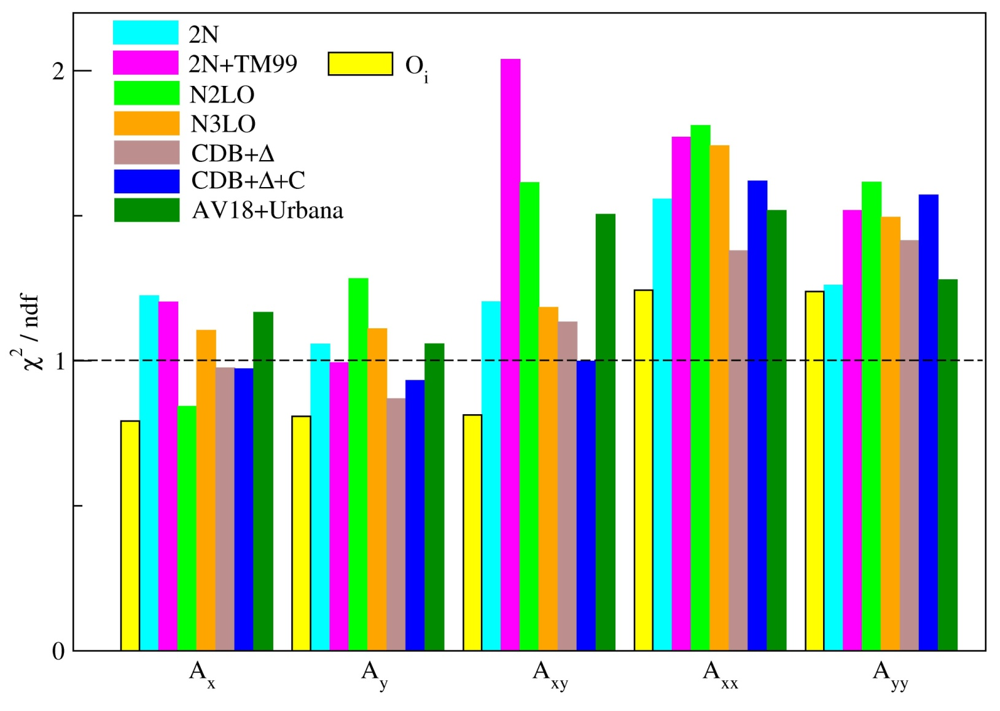 2N
2N+TM99
O_i
N2LO
N3LO
CDB+Δ
CDB+Δ+C
AV18+Urbana
2
1
0
χ² / ndf
A_x
A_y
A_xy
A_xx
A_yy